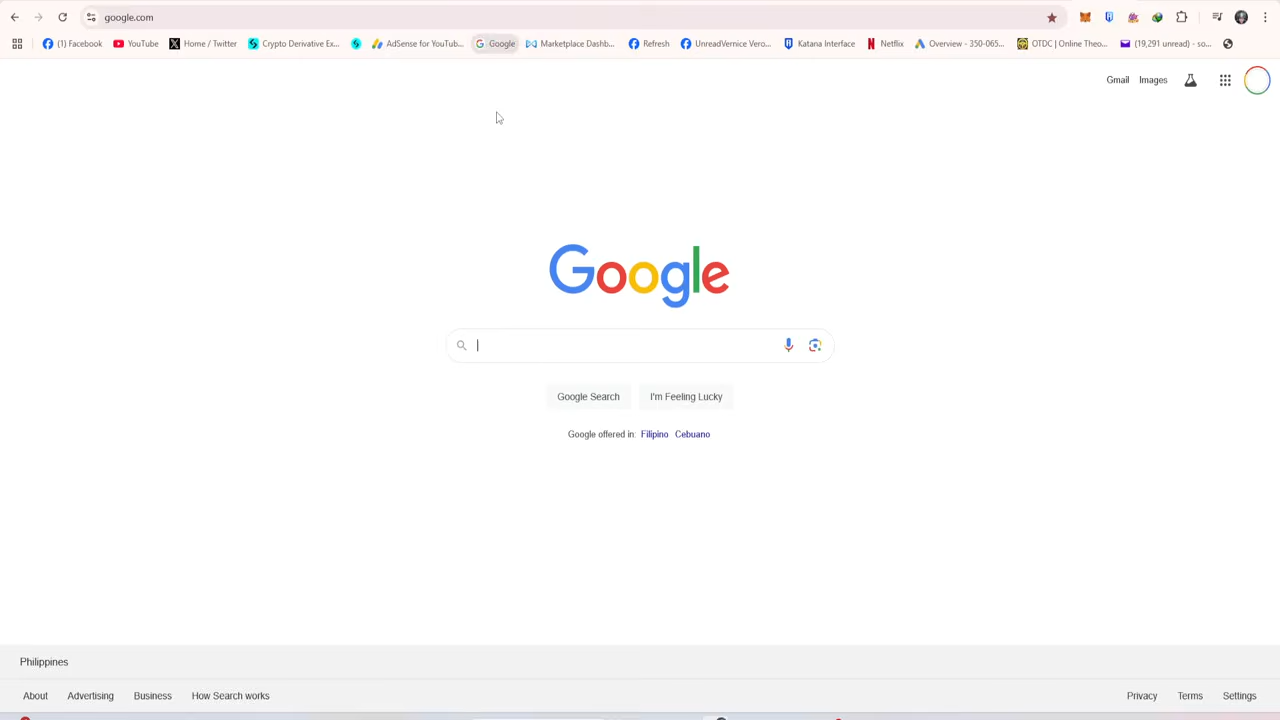 google.com
(1) Facebook YouTube Home / Twitter Crypto Derivative Ex... AdSense for YouTub... Google Marketplace Dashb... Refresh UnreadVernice Vero... Katana Interface Netflix Overview - 350-065... OTDC | Online Theo... (19,291 unread) - so...
Gmail Images
Google
Google Search I'm Feeling Lucky
Google offered in: Filipino Cebuano
Philippines
About Advertising Business How Search works Privacy Terms Settings